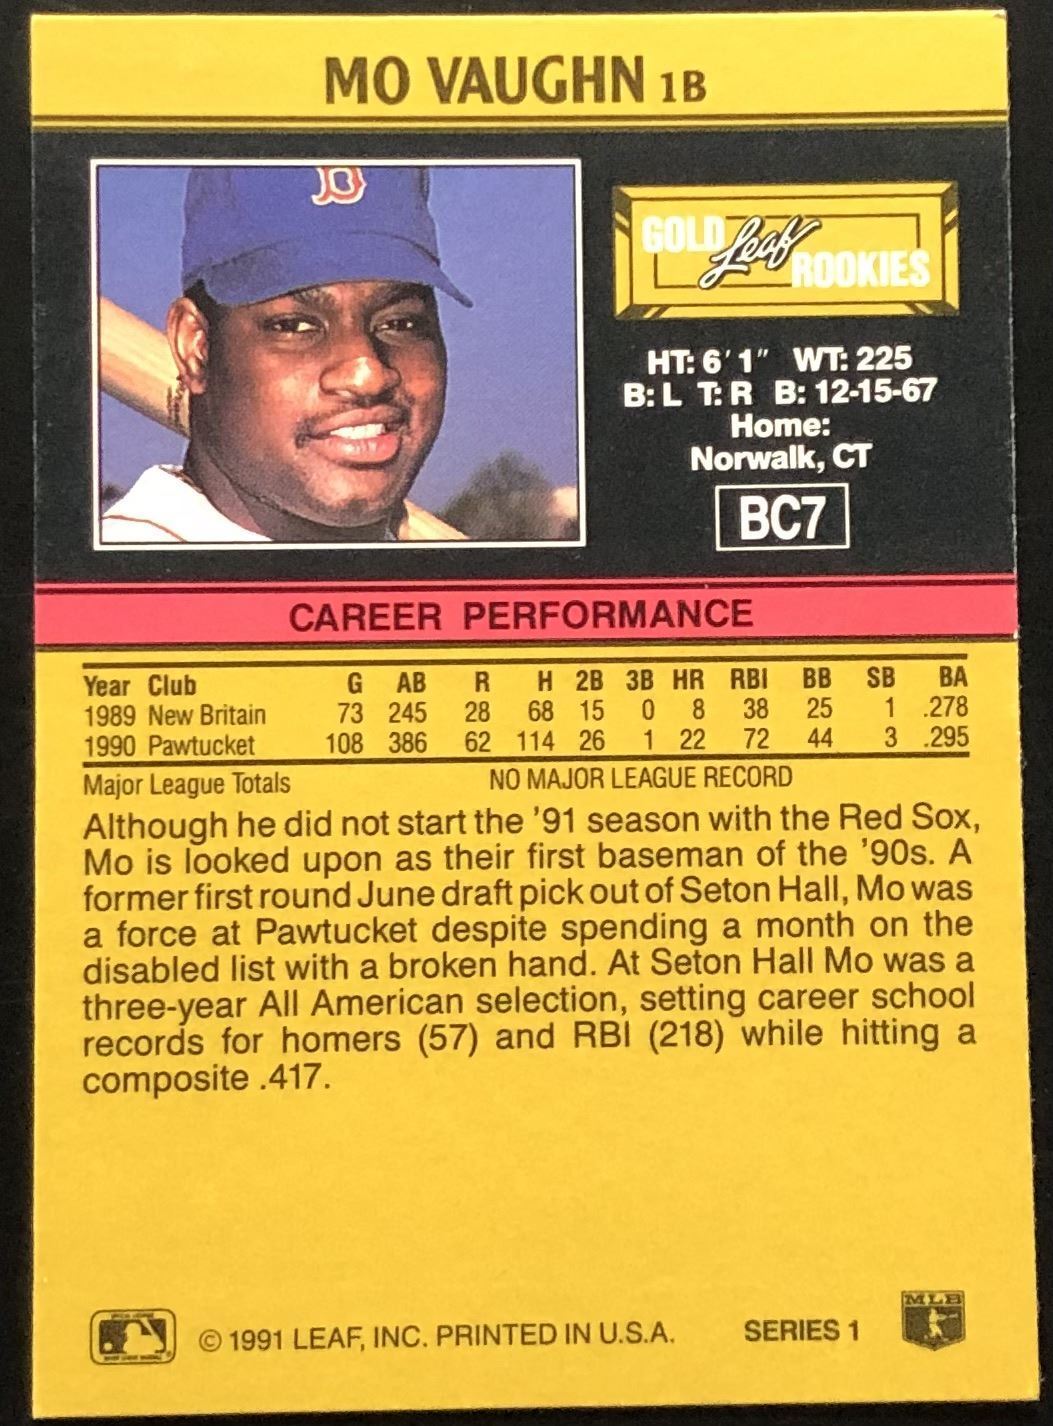 MO VAUGHN 1B
B
GOLD Leaf ROOKIES
HT: 6' 1" WT: 225
B: L T: R B: 12-15-67
Home:
Norwalk, CT
BC7
CAREER PERFORMANCE
Year Club G AB R H 2B 3B HR RBI BB SB BA
1989 New Britain 73 245 28 68 15 0 8 38 25 1 .278
1990 Pawtucket 108 386 62 114 26 1 22 72 44 3 .295
Major League Totals NO MAJOR LEAGUE RECORD
Although he did not start the '91 season with the Red Sox,
Mo is looked upon as their first baseman of the '90s. A
former first round June draft pick out of Seton Hall, Mo was
a force at Pawtucket despite spending a month on the
disabled list with a broken hand. At Seton Hall Mo was a
three-year All American selection, setting career school
records for homers (57) and RBI (218) while hitting a
composite .417.
© 1991 LEAF, INC. PRINTED IN U.S.A. SERIES 1
MLB